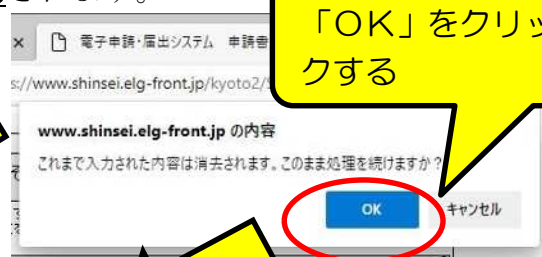 「ＯＫ」をクリッ
クする
× 電子申請・届出システム 申請書
s://www.shinsei.elg-front.jp/kyoto2/
www.shinsei.elg-front.jp の内容
これまで入力された内容は消去されます。このまま処理を続けますか？
OK キャンセル